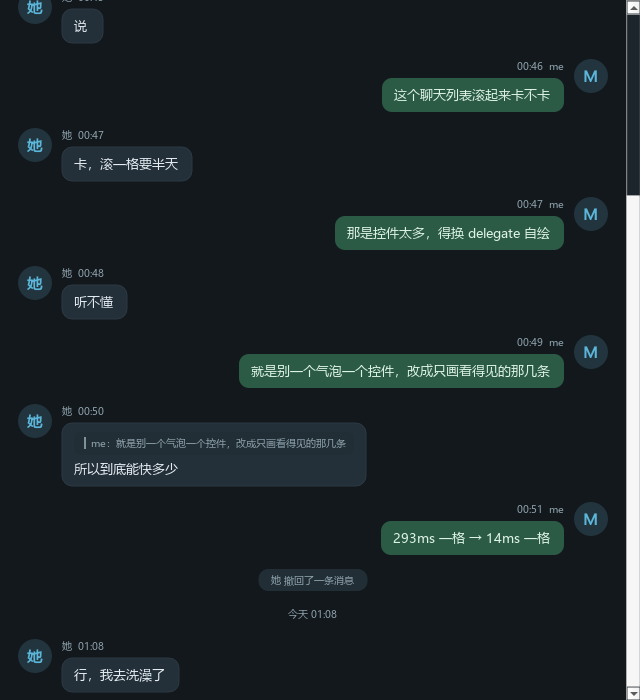 她
说
00:46 me
M
这个聊天列表滚起来卡不卡
她
她 00:47
卡，滚一格要半天
00:47 me
M
那是控件太多，得换 delegate 自绘
她
她 00:48
听不懂
00:49 me
M
就是别一个气泡一个控件，改成只画看得见的那几条
她
她 00:50
me：就是别一个气泡一个控件，改成只画看得见的那几条
所以到底能快多少
00:51 me
M
293ms 一格 → 14ms 一格
她 撤回了一条消息
今天 01:08
她
她 01:08
行，我去洗澡了